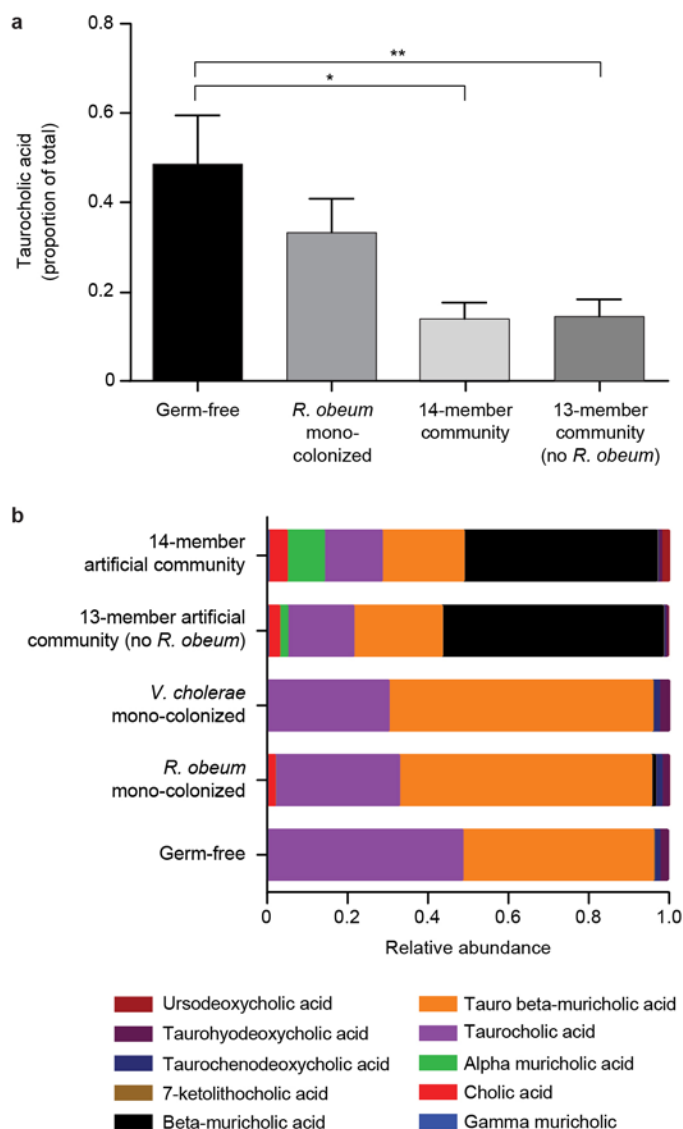 a
0.8
0.6
0.4
0.2
0
Taurocholic acid
(proportion of total)
**
*
Germ-free
R. obeum
mono-
colonized
14-member
community
13-member
community
(no R. obeum)
b
14-member
artificial community
13-member artificial
community (no R. obeum)
V. cholerae
mono-colonized
R. obeum
mono-colonized
Germ-free
0 0.2 0.4 0.6 0.8 1.0
Relative abundance
Ursodeoxycholic acid
Taurohyodeoxycholic acid
Taurochenodeoxycholic acid
7-ketolithocholic acid
Beta-muricholic acid
Tauro beta-muricholic acid
Taurocholic acid
Alpha muricholic acid
Cholic acid
Gamma muricholic